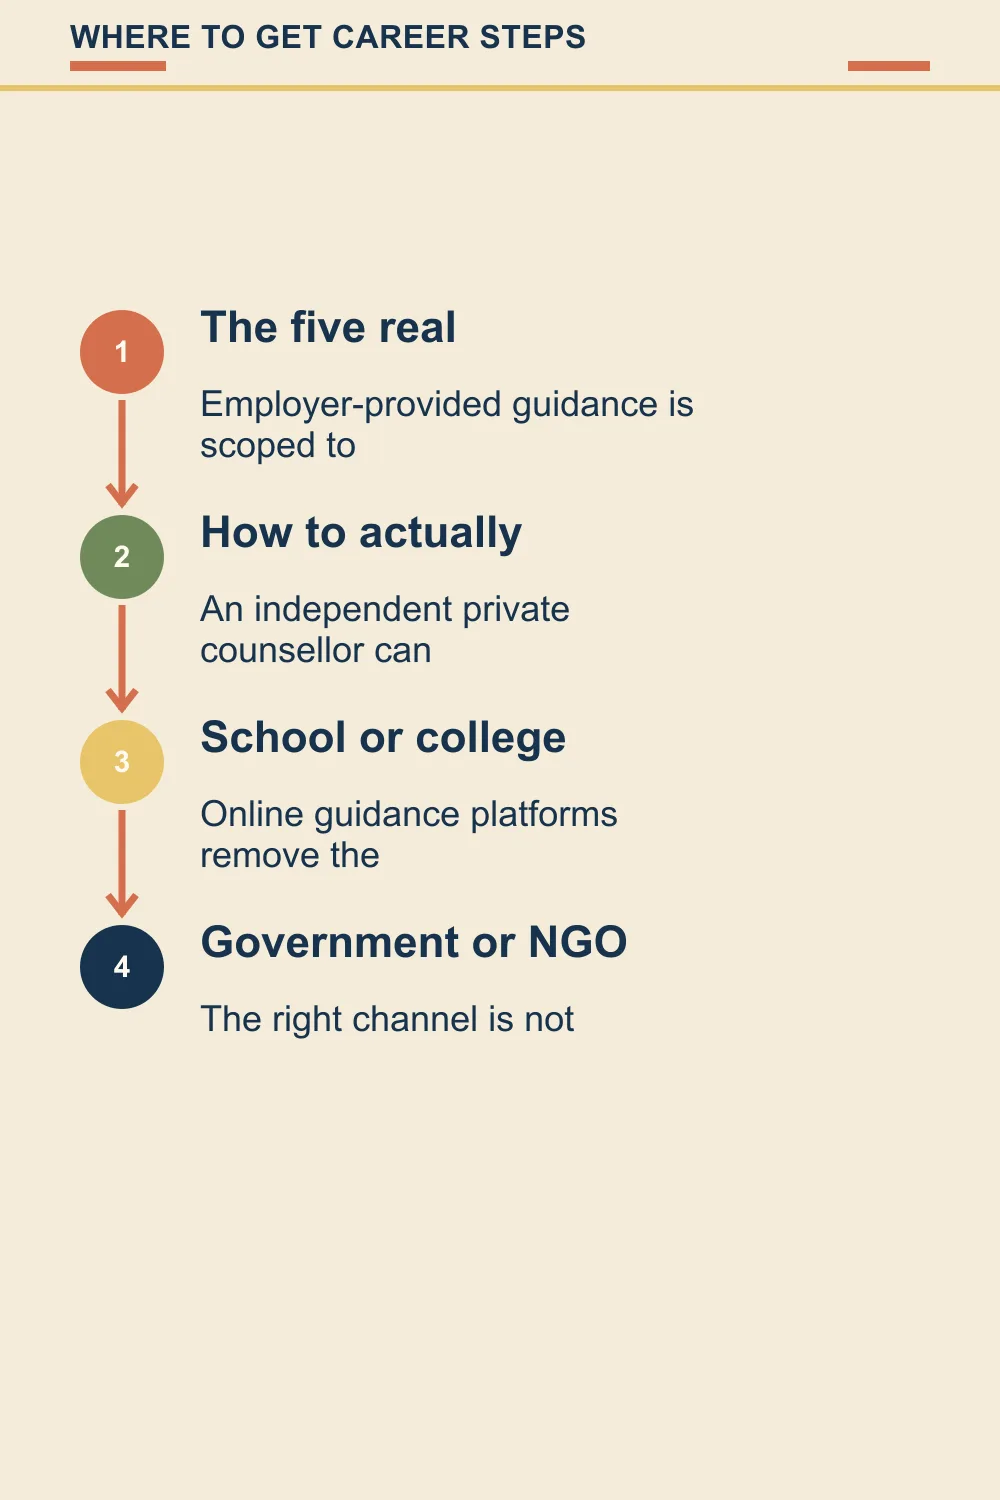 WHERE TO GET CAREER STEPS
1
The five real
Employer-provided guidance is
scoped to
2
How to actually
An independent private
counsellor can
3
School or college
Online guidance platforms
remove the
4
Government or NGO
The right channel is not